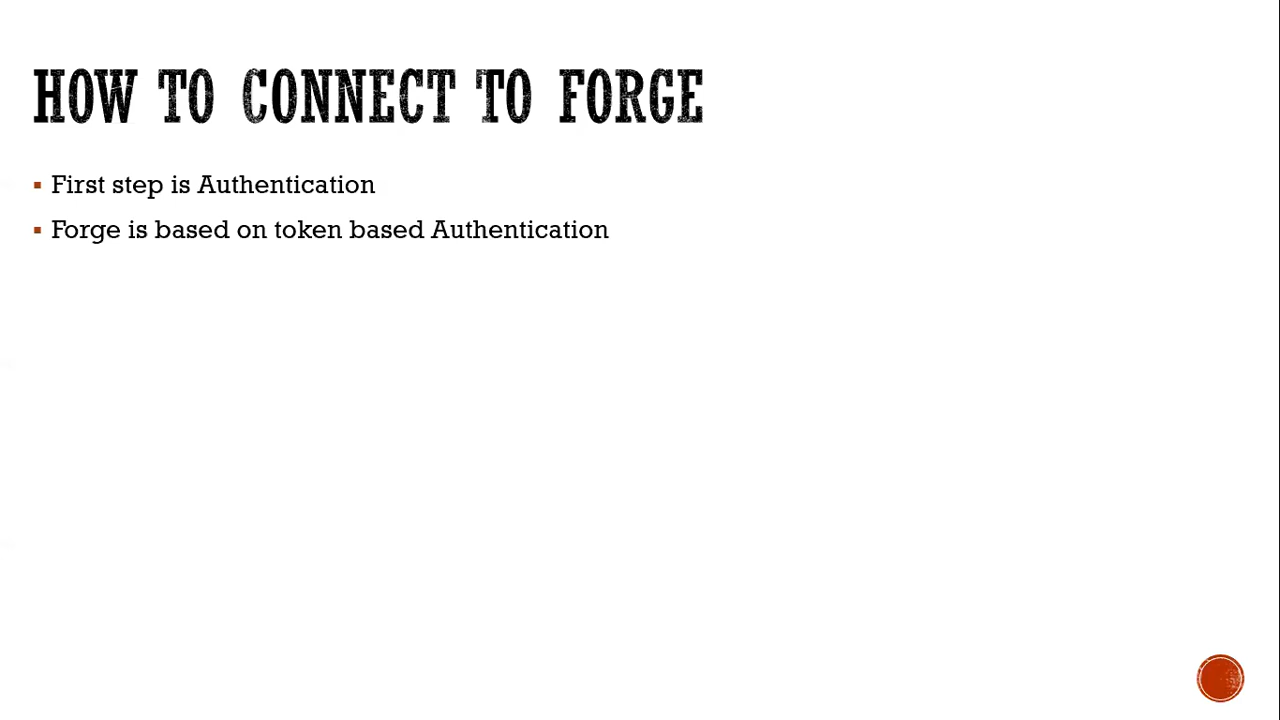 HOW TO CONNECT TO FORGE
First step is Authentication
Forge is based on token based Authentication